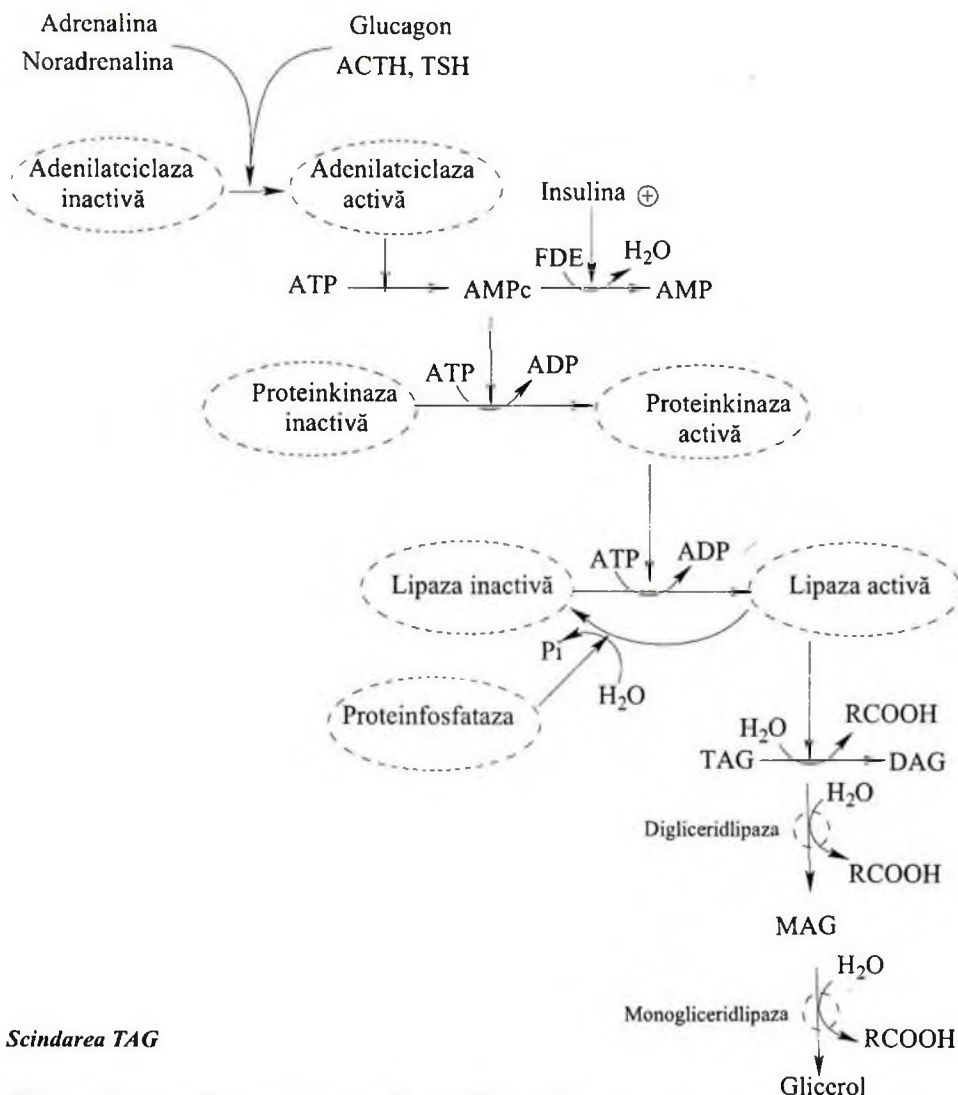 Adrenalina
Noradrenalina
Glucagon
ACTH, TSH
Adenilatciclaza
inactivă
Adenilatciclaza
activă
Insulina ⊕
FDE
H₂O
ATP
AMPc
AMP
Proteinkinaza
inactivă
ATP
ADP
Proteinkinaza
activă
Lipaza inactivă
ATP
ADP
Lipaza activă
Pi
H₂O
Proteinfosfataza
H₂O
RCOOH
TAG
DAG
H₂O
Digliceridlipaza
RCOOH
MAG
H₂O
Monogliceridlipaza
RCOOH
Scindarea TAG
Glicerol